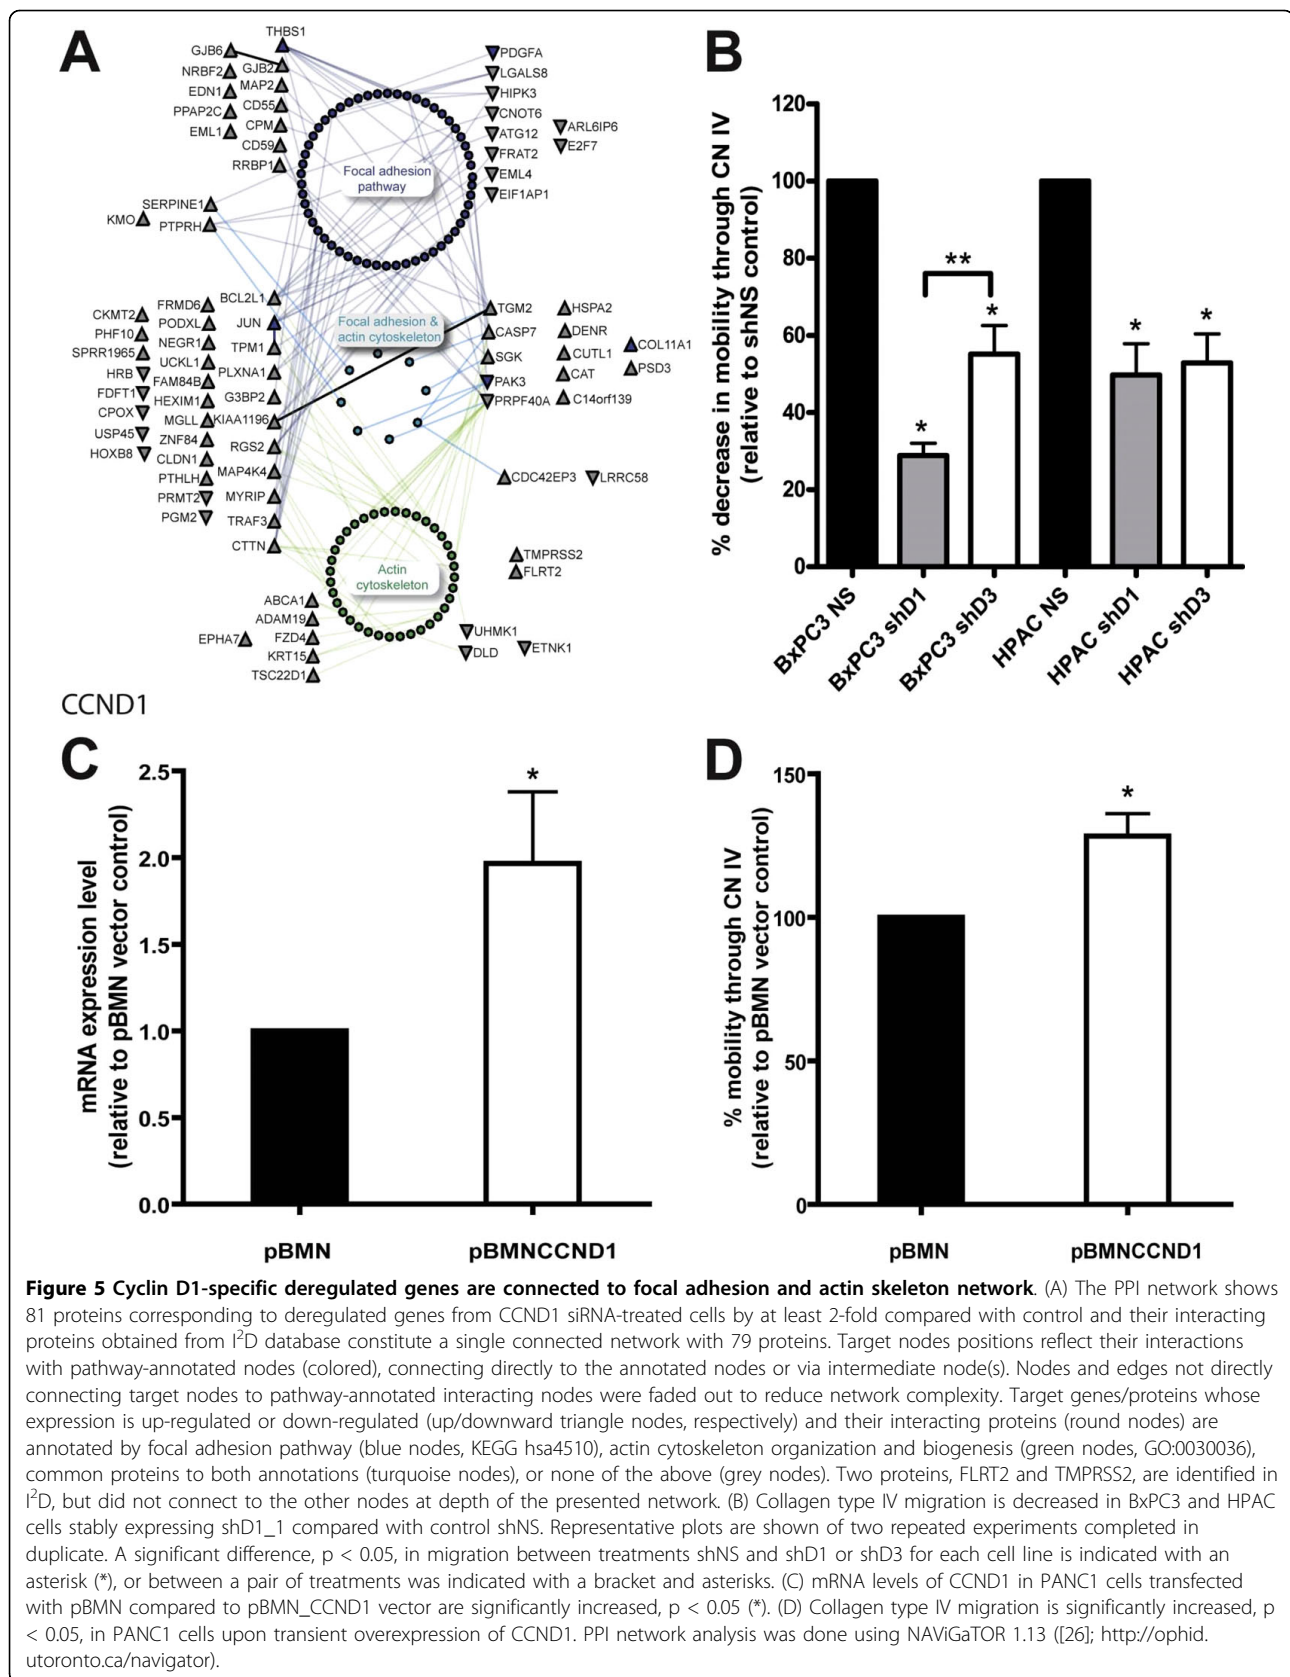 A
THBS1
GJB6
GJB2
NRBF2
MAP2
EDN1
CD55
PPAP2C
CPM
EML1
CD59
RRBP1
PDGFA
LGALS8
HIPK3
CNOT6
ATG12
ARL6IP6
FRAT2
E2F7
EML4
EIF1AP1
Focal adhesion
pathway
SERPINE1
KMO
PTPRH
BCL2L1
FRMD6
CKMT2
PODXL
JUN
PHF10
NEGR1
TPM1
SPRR1965
UCKL1
HRB
FAM84B
PLXNA1
FDFT1
HEXIM1
G3BP2
CPOX
MGLL
KIAA1196
USP45
ZNF84
RGS2
HOXB8
CLDN1
PTHLH
MAP4K4
PRMT2
MYRIP
PGM2
TRAF3
CTTN
Focal adhesion &
actin cytoskeleton
TGM2
HSPA2
CASP7
DENR
COL11A1
SGK
CUTL1
PSD3
PAK3
CAT
PRPF40A
C14orf139
CDC42EP3
LRRC58
TMPRSS2
FLRT2
Actin
cytoskeleton
ABCA1
ADAM19
EPHA7
FZD4
KRT15
TSC22D1
UHMK1
DLD
ETNK1
CCND1
B
% decrease in mobility through CN IV
(relative to shNS control)
120
100
80
60
40
20
0
*
**
*
*
*
BxPC3 NS
BxPC3 shD1
BxPC3 shD3
HPAC NS
HPAC shD1
HPAC shD3
C
mRNA expression level
(relative to pBMN vector control)
2.5
2.0
1.5
1.0
0.5
0.0
*
pBMN
pBMNCCND1
D
% mobility through CN IV
(relative to pBMN vector control)
150
100
50
0
*
pBMN
pBMNCCND1
Figure 5 Cyclin D1-specific deregulated genes are connected to focal adhesion and actin skeleton network. (A) The PPI network shows
81 proteins corresponding to deregulated genes from CCND1 siRNA-treated cells by at least 2-fold compared with control and their interacting
proteins obtained from I²D database constitute a single connected network with 79 proteins. Target nodes positions reflect their interactions
with pathway-annotated nodes (colored), connecting directly to the annotated nodes or via intermediate node(s). Nodes and edges not directly
connecting target nodes to pathway-annotated interacting nodes were faded out to reduce network complexity. Target genes/proteins whose
expression is up-regulated or down-regulated (up/downward triangle nodes, respectively) and their interacting proteins (round nodes) are
annotated by focal adhesion pathway (blue nodes, KEGG hsa4510), actin cytoskeleton organization and biogenesis (green nodes, GO:0030036),
common proteins to both annotations (turquoise nodes), or none of the above (grey nodes). Two proteins, FLRT2 and TMPRSS2, are identified in
I²D, but did not connect to the other nodes at depth of the presented network. (B) Collagen type IV migration is decreased in BxPC3 and HPAC
cells stably expressing shD1_1 compared with control shNS. Representative plots are shown of two repeated experiments completed in
duplicate. A significant difference, p < 0.05, in migration between treatments shNS and shD1 or shD3 for each cell line is indicated with an
asterisk (*), or between a pair of treatments was indicated with a bracket and asterisks. (C) mRNA levels of CCND1 in PANC1 cells transfected
with pBMN compared to pBMN_CCND1 vector are significantly increased, p < 0.05 (*). (D) Collagen type IV migration is significantly increased, p
< 0.05, in PANC1 cells upon transient overexpression of CCND1. PPI network analysis was done using NAViGaTOR 1.13 ([26]; http://ophid.
utoronto.ca/navigator).